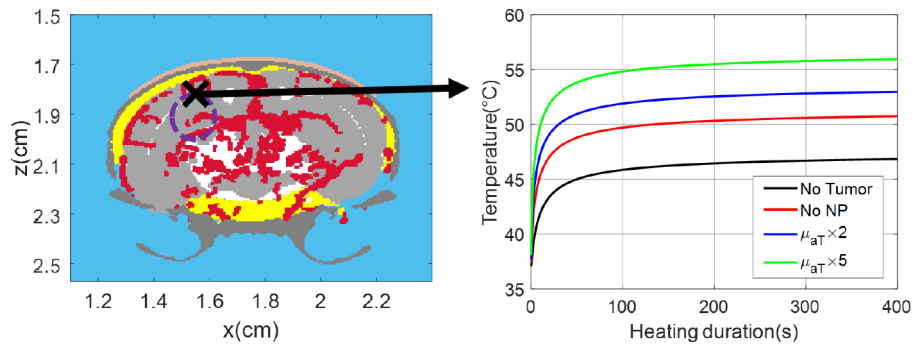 1.5
1.7
1.9
2.1
2.3
2.5
z(cm)
1.2
1.4
1.6
1.8
2
2.2
x(cm)
60
55
50
45
40
35
Temperature(°C)
0
100
200
300
400
Heating duration(s)
No Tumor
No NP
μaT×2
μaT×5